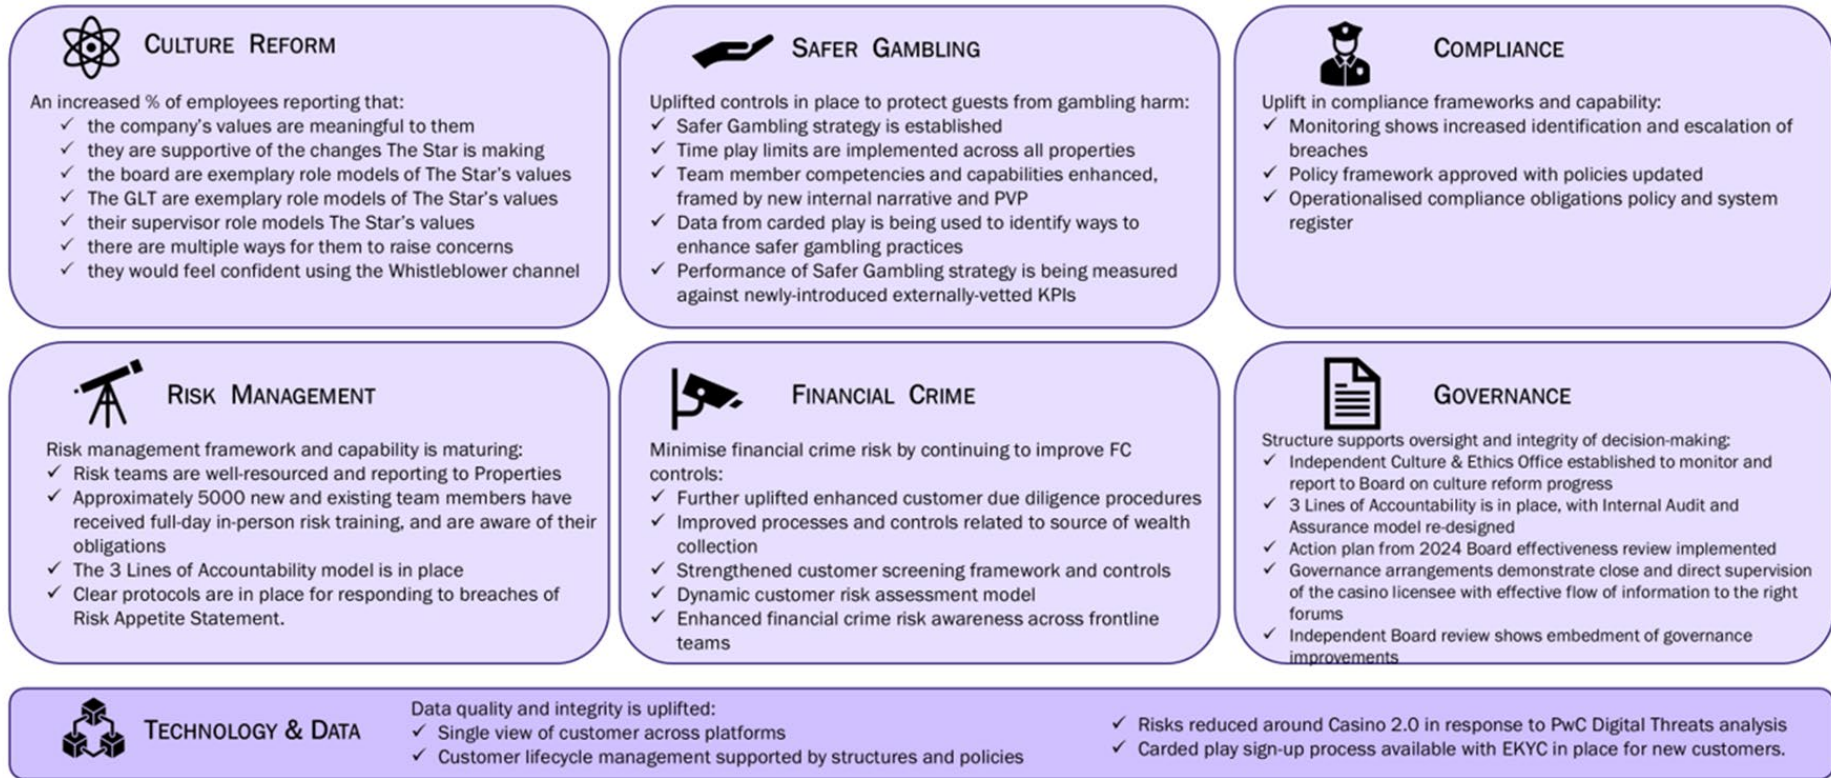 CULTURE REFORM
An increased % of employees reporting that:
✓ the company's values are meaningful to them
✓ they are supportive of the changes The Star is making
✓ the board are exemplary role models of The Star's values
✓ The GLT are exemplary role models of The Star's values
✓ their supervisor role models The Star's values
✓ there are multiple ways for them to raise concerns
✓ they would feel confident using the Whistleblower channel
SAFER GAMBLING
Uplifted controls in place to protect guests from gambling harm:
✓ Safer Gambling strategy is established
✓ Time play limits are implemented across all properties
✓ Team member competencies and capabilities enhanced,
framed by new internal narrative and PVP
✓ Data from carded play is being used to identify ways to
enhance safer gambling practices
✓ Performance of Safer Gambling strategy is being measured
against newly-introduced externally-vetted KPIs
COMPLIANCE
Uplift in compliance frameworks and capability:
✓ Monitoring shows increased identification and escalation of
breaches
✓ Policy framework approved with policies updated
✓ Operationalised compliance obligations policy and system
register
RISK MANAGEMENT
Risk management framework and capability is maturing:
✓ Risk teams are well-resourced and reporting to Properties
✓ Approximately 5000 new and existing team members have
received full-day in-person risk training, and are aware of their
obligations
✓ The 3 Lines of Accountability model is in place
✓ Clear protocols are in place for responding to breaches of
Risk Appetite Statement.
FINANCIAL CRIME
Minimise financial crime risk by continuing to improve FC
controls:
✓ Further uplifted enhanced customer due diligence procedures
✓ Improved processes and controls related to source of wealth
collection
✓ Strengthened customer screening framework and controls
✓ Dynamic customer risk assessment model
✓ Enhanced financial crime risk awareness across frontline
teams
GOVERNANCE
Structure supports oversight and integrity of decision-making:
✓ Independent Culture & Ethics Office established to monitor and
report to Board on culture reform progress
✓ 3 Lines of Accountability is in place, with Internal Audit and
Assurance model re-designed
✓ Action plan from 2024 Board effectiveness review implemented
✓ Governance arrangements demonstrate close and direct supervision
of the casino licensee with effective flow of information to the right
forums
✓ Independent Board review shows embedment of governance
improvements
TECHNOLOGY & DATA
Data quality and integrity is uplifted:
✓ Single view of customer across platforms
✓ Customer lifecycle management supported by structures and policies
✓ Risks reduced around Casino 2.0 in response to PwC Digital Threats analysis
✓ Carded play sign-up process available with EKYC in place for new customers.